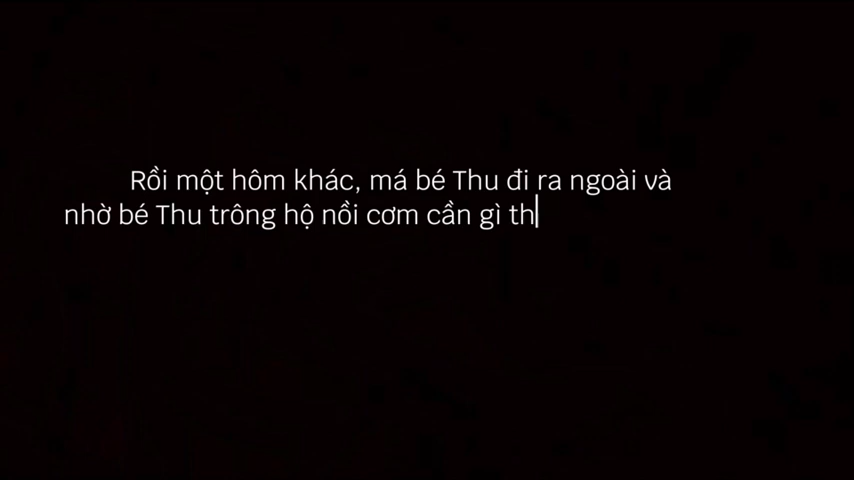 Rồi một hôm khác, má bé Thu đi ra ngoài và
nhờ bé Thu trông hộ nồi cơm cần gì th